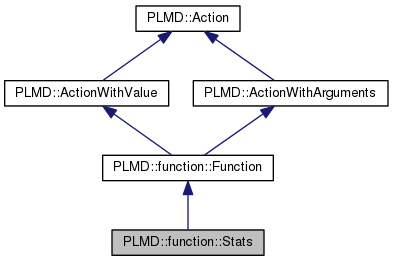 PLMD::Action
PLMD::ActionWithValue
PLMD::ActionWithArguments
PLMD::function::Function
PLMD::function::Stats